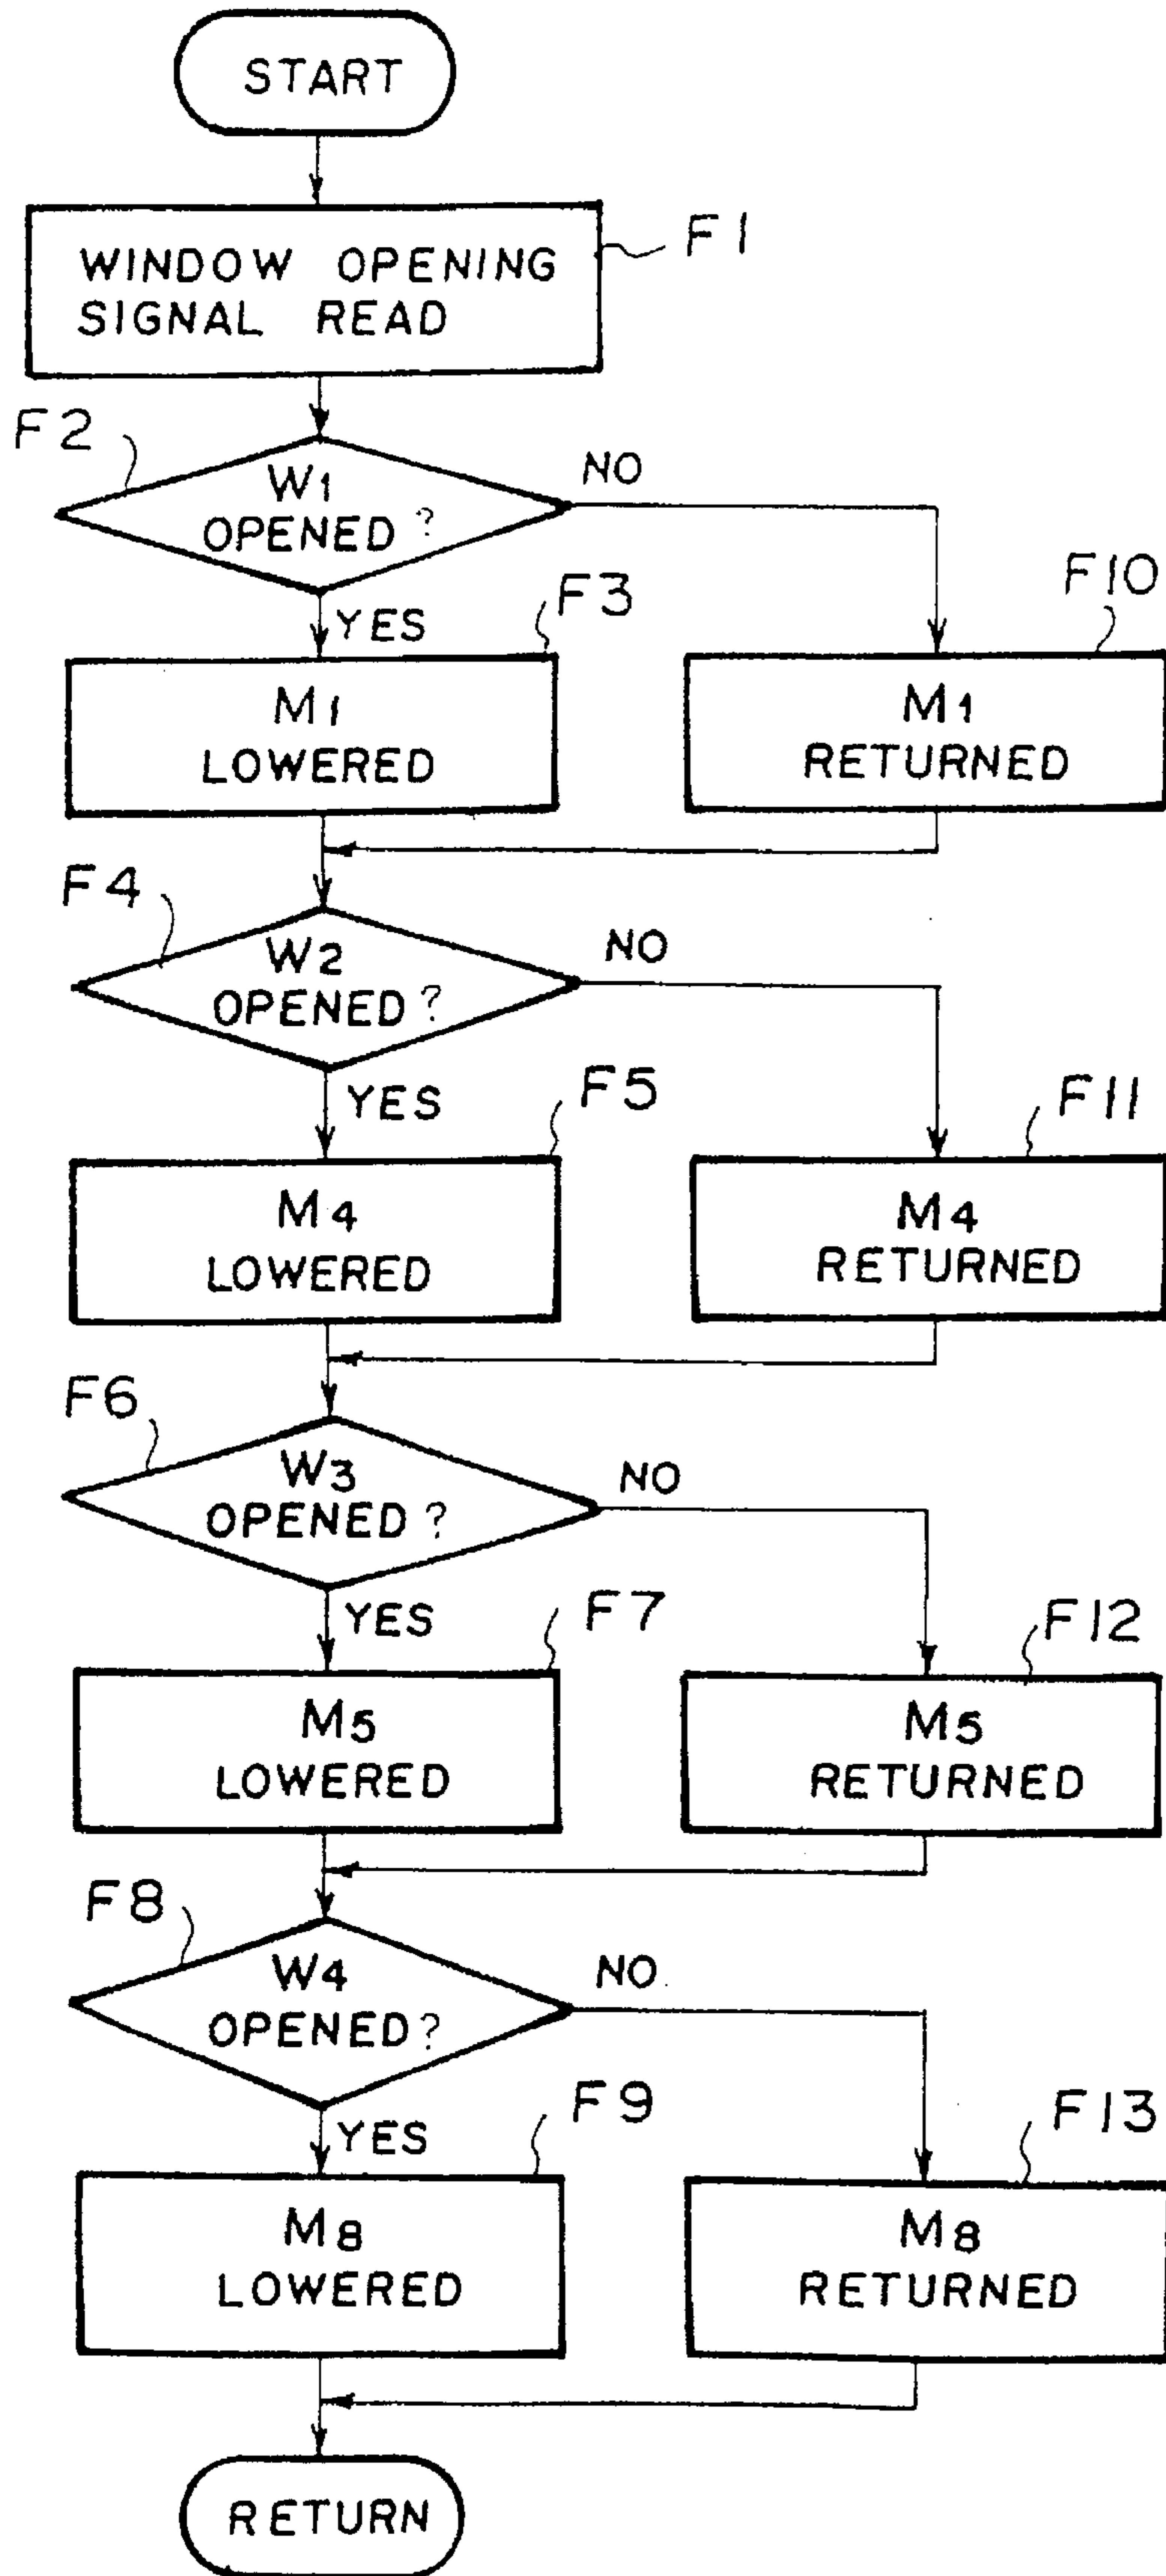 START
WINDOW OPENING
SIGNAL READ
F1
F2
W1
OPENED ?
NO
YES
F3
F10
M1
LOWERED
M1
RETURNED
F4
W2
OPENED ?
NO
YES
F5
F11
M4
LOWERED
M4
RETURNED
F6
W3
OPENED ?
NO
YES
F7
F12
M5
LOWERED
M5
RETURNED
F8
W4
OPENED ?
NO
YES
F9
F13
M8
LOWERED
M8
RETURNED
RETURN